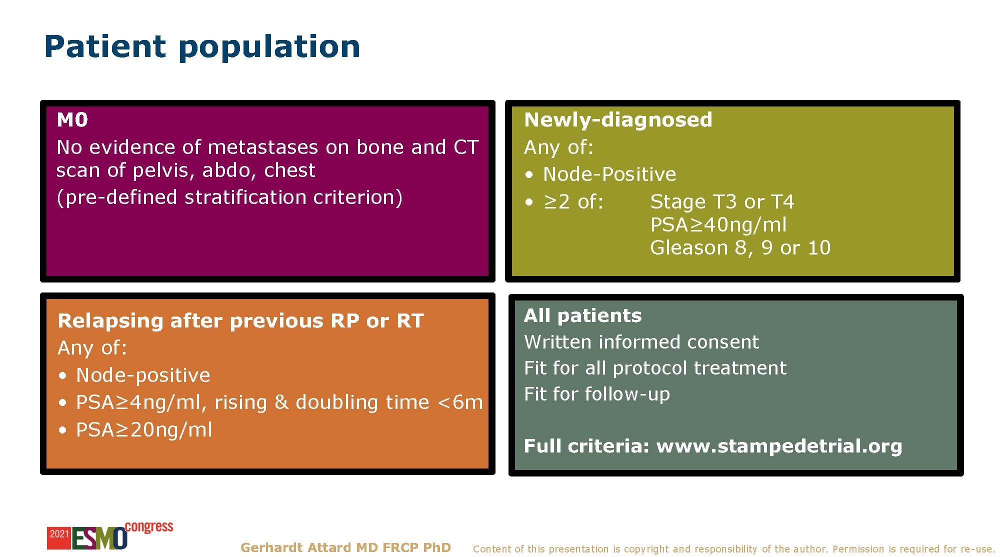 Patient population
M0
No evidence of metastases on bone and CT
scan of pelvis, abdo, chest
(pre-defined stratification criterion)
Newly-diagnosed
Any of:
• Node-Positive
• ≥2 of: Stage T3 or T4
PSA≥40ng/ml
Gleason 8, 9 or 10
Relapsing after previous RP or RT
Any of:
• Node-positive
• PSA≥4ng/ml, rising & doubling time <6m
• PSA≥20ng/ml
All patients
Written informed consent
Fit for all protocol treatment
Fit for follow-up
Full criteria: www.stampedetrial.org
2021 ESMO congress
Gerhardt Attard MD FRCP PhD
Content of this presentation is copyright and responsibility of the author. Permission is required for re-use.